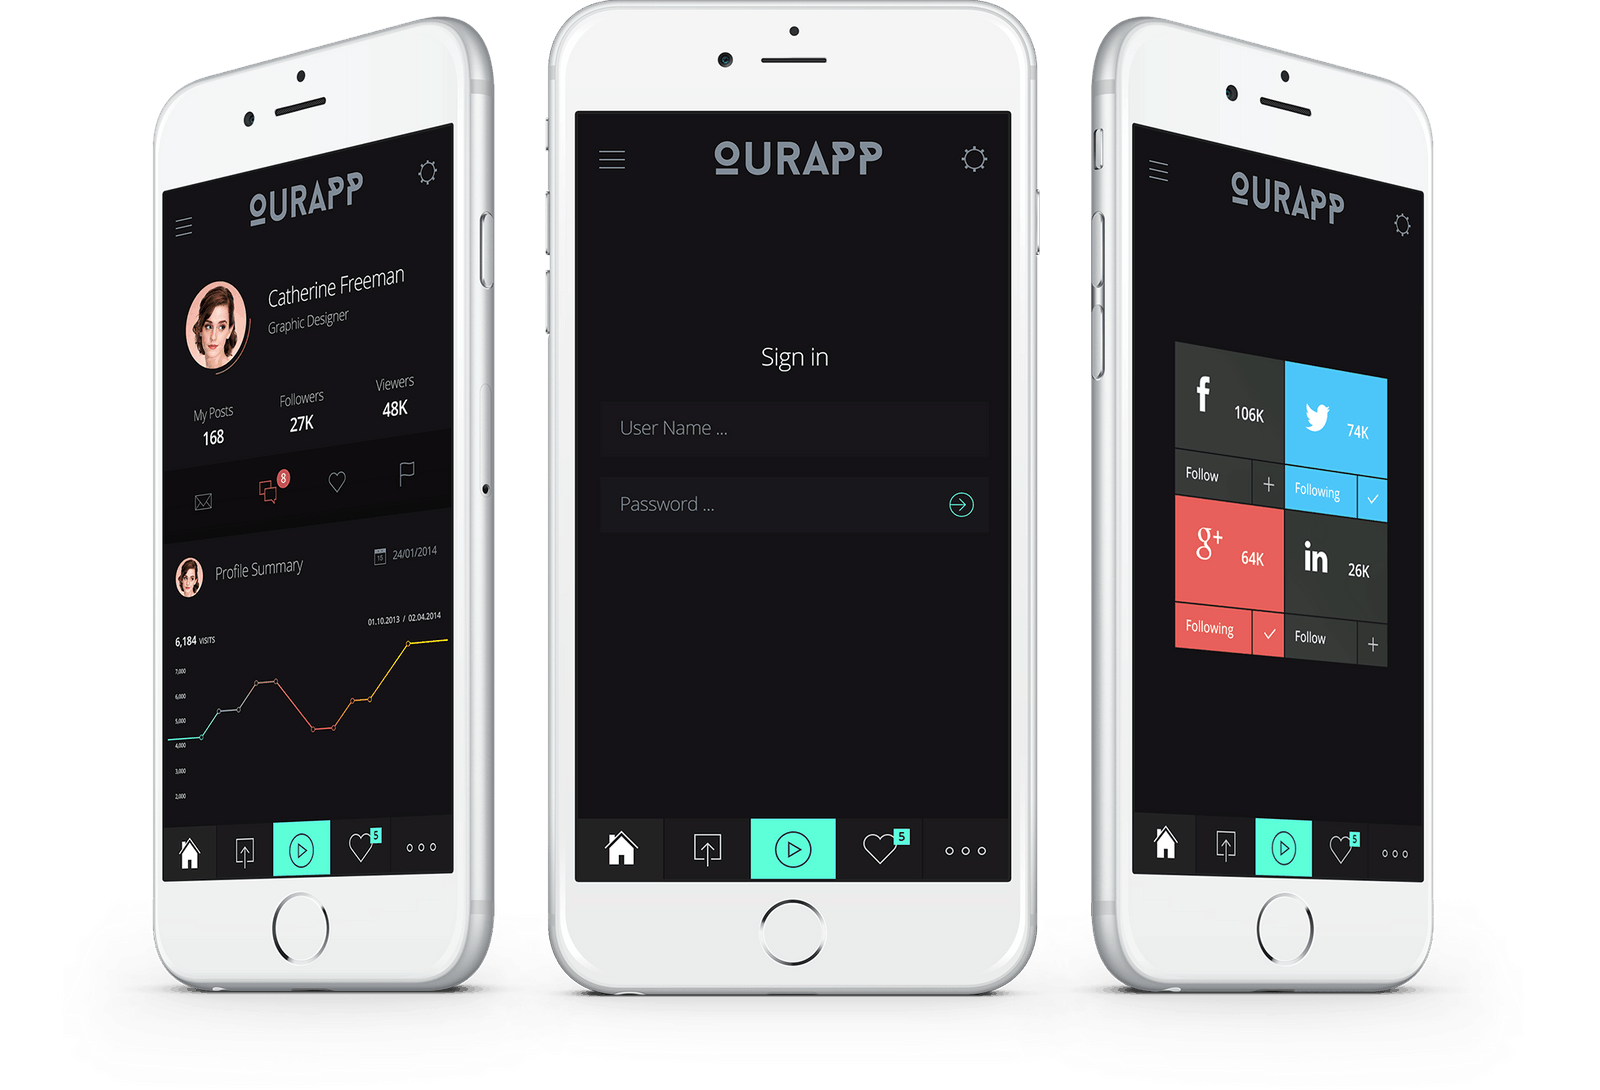 OURAPP
Catherine Freeman
Graphic Designer
My Posts
168
Followers
27K
Viewers
48K
8
Profile Summary
15
24/01/2014
01.10.2013 / 02.04.2014
6,184 VISITS
7,000
6,000
5,000
4,000
3,000
2,000
5
OURAPP
Sign in
User Name ...
Password ...
5
OURAPP
f 106K
74K
Follow +
Following
g+ 64K
in 26K
Following
Follow +
5